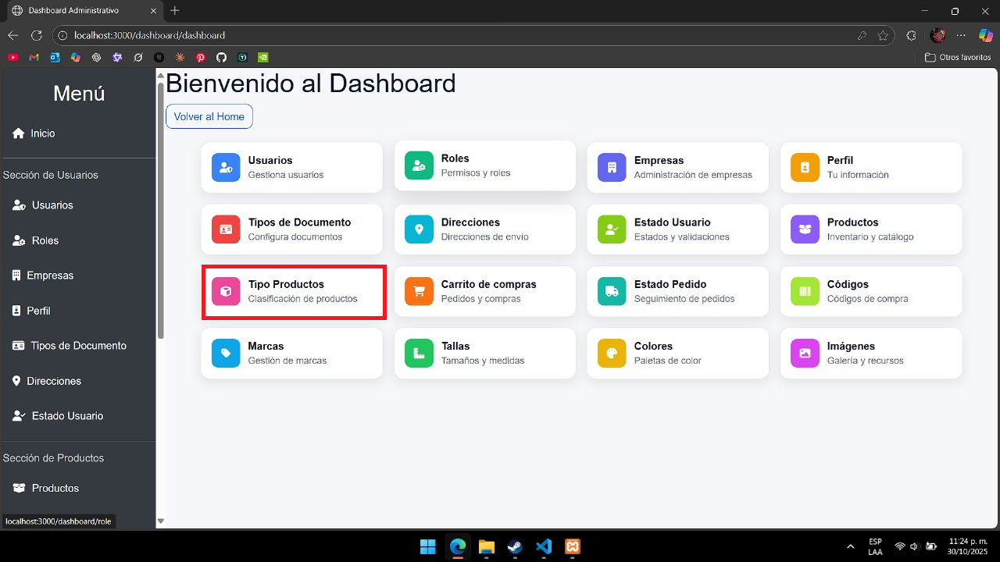 Dashboard Administrativo
localhost:3000/dashboard/dashboard
Otros favoritos
Menú
Inicio
Sección de Usuarios
Usuarios
Roles
Empresas
Perfil
Tipos de Documento
Direcciones
Estado Usuario
Sección de Productos
Productos
localhost:3000/dashboard/role
Bienvenido al Dashboard
Volver al Home
Usuarios
Gestiona usuarios
Roles
Permisos y roles
Empresas
Administración de empresas
Perfil
Tu información
Tipos de Documento
Configura documentos
Direcciones
Direcciones de envío
Estado Usuario
Estados y validaciones
Productos
Inventario y catálogo
Tipo Productos
Clasificación de productos
Carrito de compras
Pedidos y compras
Estado Pedido
Seguimiento de pedidos
Códigos
Códigos de compra
Marcas
Gestión de marcas
Tallas
Tamaños y medidas
Colores
Paletas de color
Imágenes
Galería y recursos
ESP
LAA
11:24 p. m.
30/10/2025